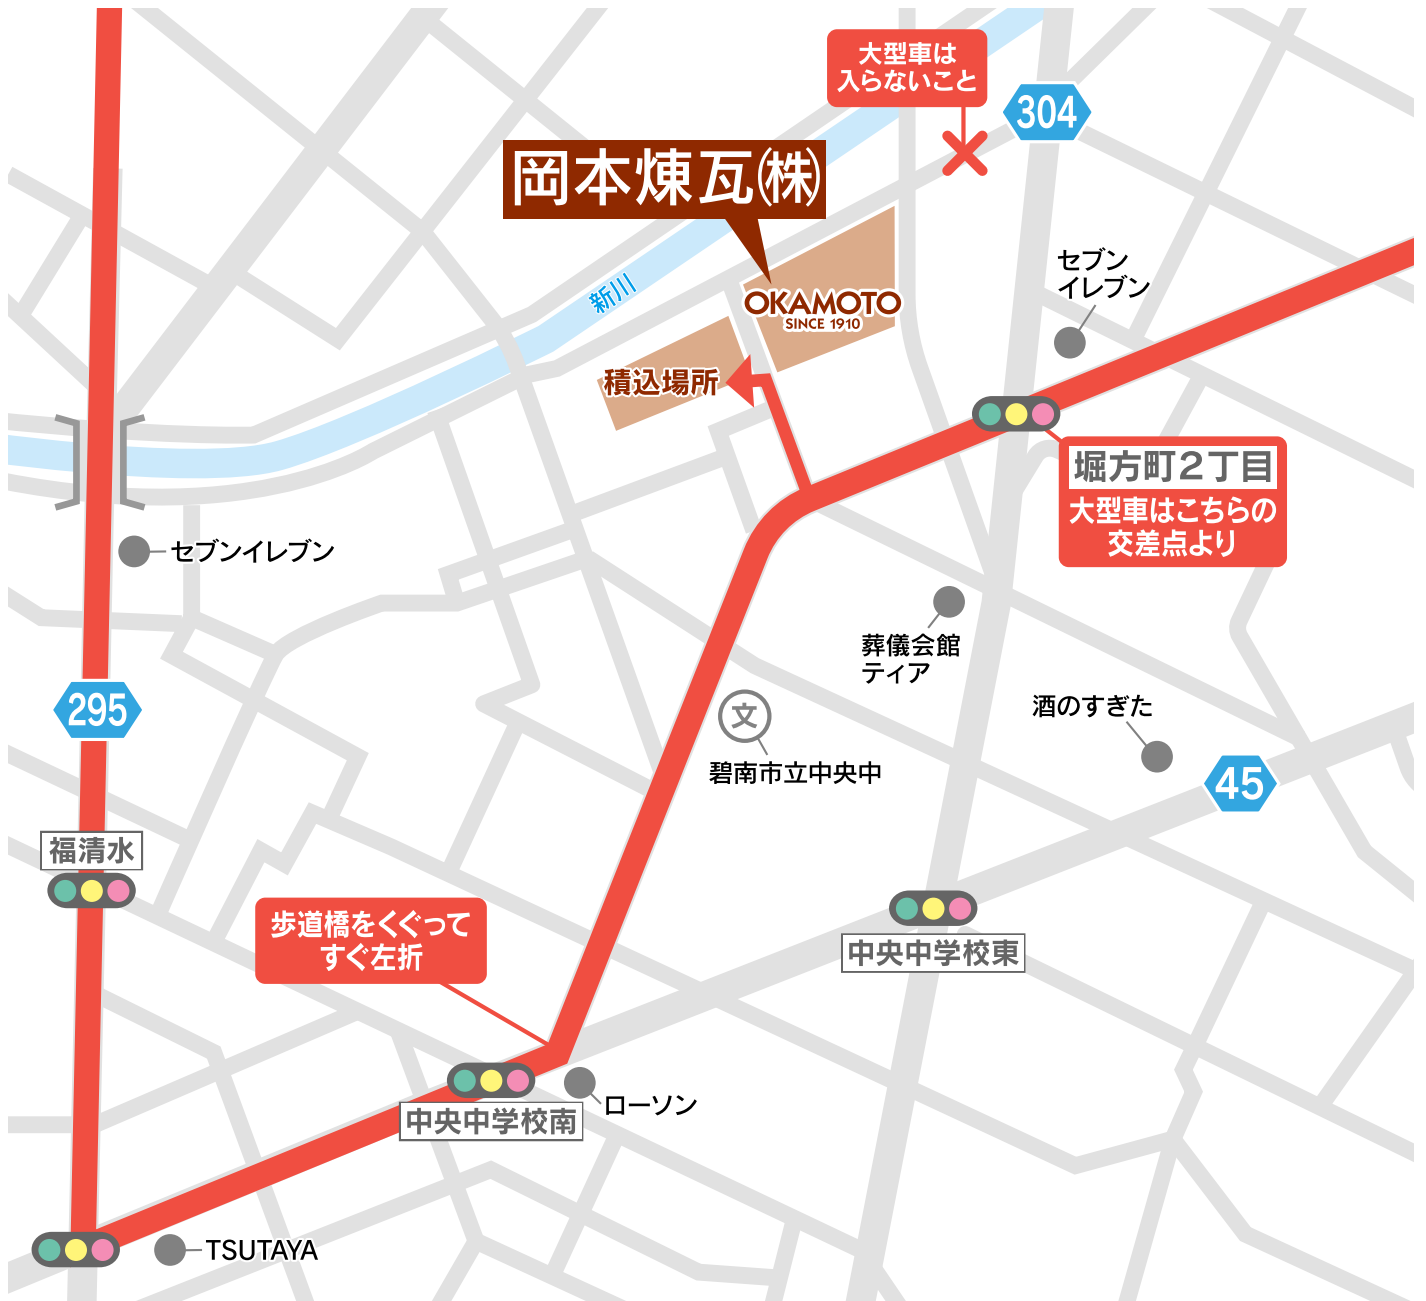 大型車は
入らないこと
304
岡本煉瓦㈱
セブン
イレブン
新川
OKAMOTO
SINCE 1910
積込場所
堀方町２丁目
大型車はこちらの
交差点より
セブンイレブン
葬儀会館
ティア
295
文
酒のすぎた
碧南市立中央中
45
福清水
歩道橋をくぐって
すぐ左折
中央中学校東
ローソン
中央中学校南
TSUTAYA